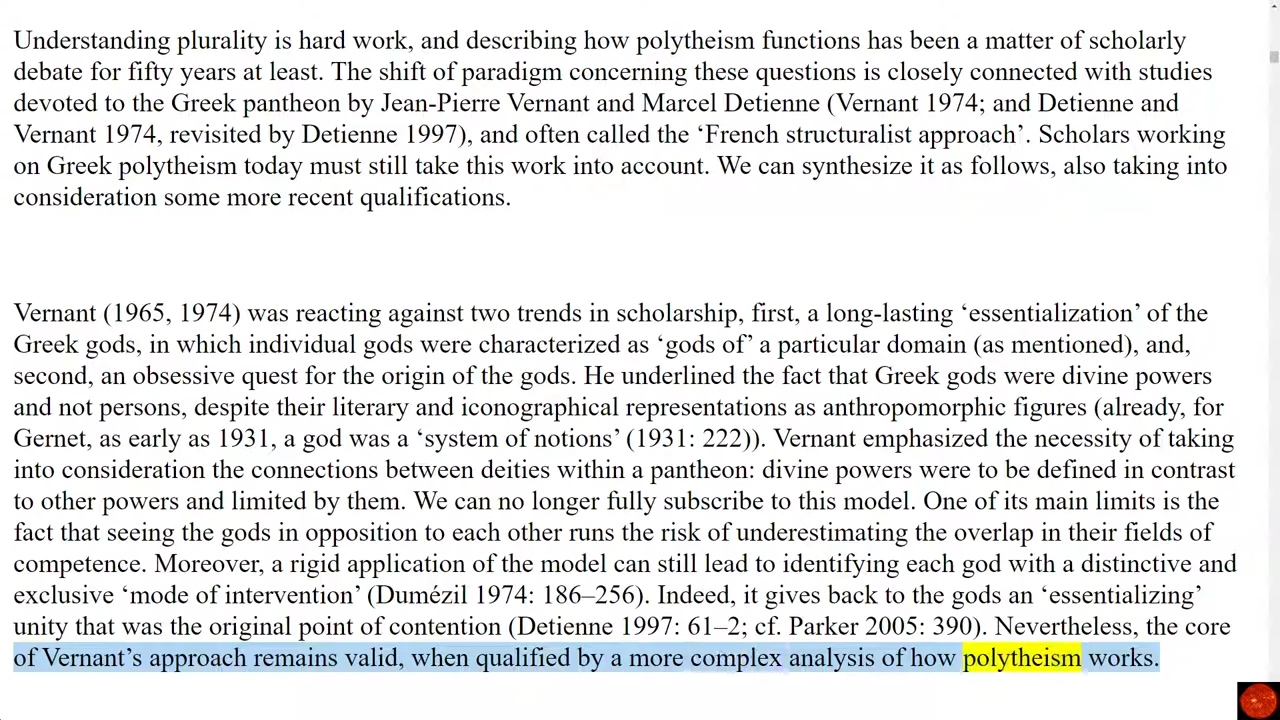 Understanding plurality is hard work, and describing how polytheism functions has been a matter of scholarly
debate for fifty years at least. The shift of paradigm concerning these questions is closely connected with studies
devoted to the Greek pantheon by Jean-Pierre Vernant and Marcel Detienne (Vernant 1974; and Detienne and
Vernant 1974, revisited by Detienne 1997), and often called the ‘French structuralist approach’. Scholars working
on Greek polytheism today must still take this work into account. We can synthesize it as follows, also taking into
consideration some more recent qualifications.
Vernant (1965, 1974) was reacting against two trends in scholarship, first, a long-lasting ‘essentialization’ of the
Greek gods, in which individual gods were characterized as ‘gods of’ a particular domain (as mentioned), and,
second, an obsessive quest for the origin of the gods. He underlined the fact that Greek gods were divine powers
and not persons, despite their literary and iconographical representations as anthropomorphic figures (already, for
Gernet, as early as 1931, a god was a ‘system of notions’ (1931: 222)). Vernant emphasized the necessity of taking
into consideration the connections between deities within a pantheon: divine powers were to be defined in contrast
to other powers and limited by them. We can no longer fully subscribe to this model. One of its main limits is the
fact that seeing the gods in opposition to each other runs the risk of underestimating the overlap in their fields of
competence. Moreover, a rigid application of the model can still lead to identifying each god with a distinctive and
exclusive ‘mode of intervention’ (Dumézil 1974: 186–256). Indeed, it gives back to the gods an ‘essentializing’
unity that was the original point of contention (Detienne 1997: 61–2; cf. Parker 2005: 390). Nevertheless, the core
of Vernant’s approach remains valid, when qualified by a more complex analysis of how polytheism works.